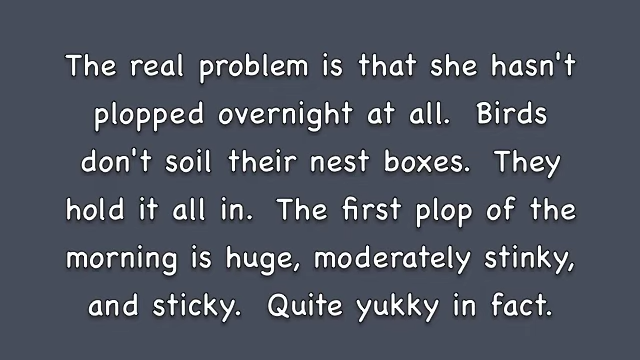 The real problem is that she hasn't
plopped overnight at all.  Birds
don't soil their nest boxes.  They
hold it all in.  The first plop of the
morning is huge, moderately stinky,
and sticky.  Quite yukky in fact.